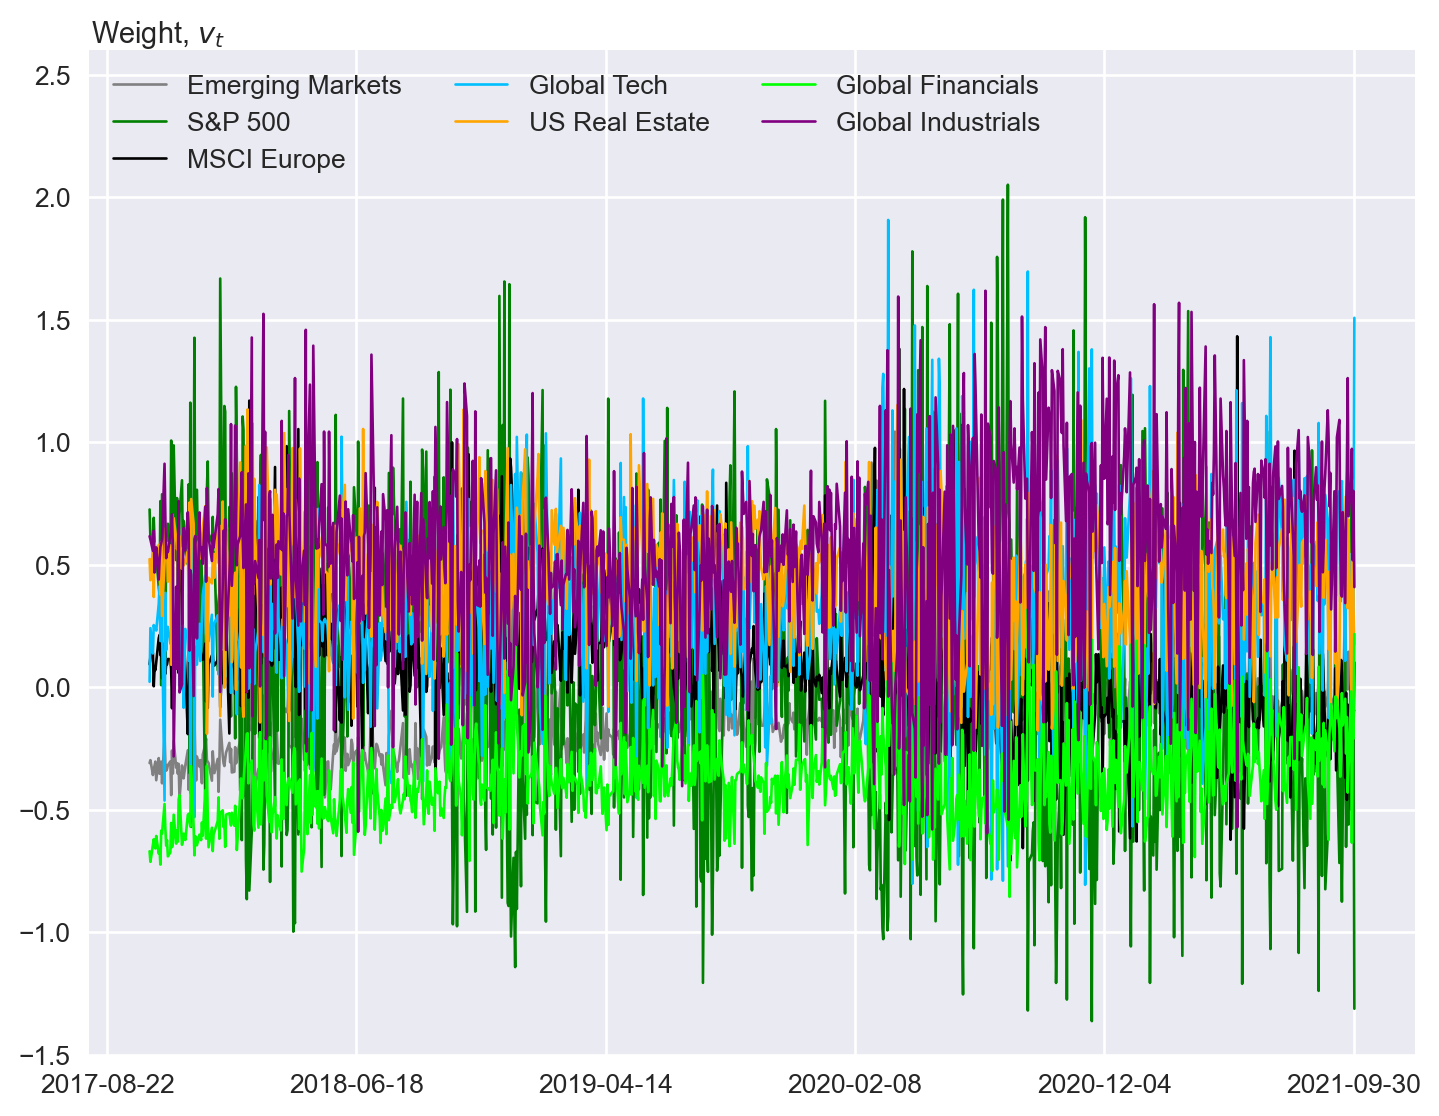 Weight, vt
2.5
2.0
1.5
1.0
0.5
0.0
−0.5
−1.0
−1.5
Emerging Markets
S&P 500
MSCI Europe
Global Tech
US Real Estate
Global Financials
Global Industrials
2017-08-22 2018-06-18 2019-04-14 2020-02-08 2020-12-04 2021-09-30